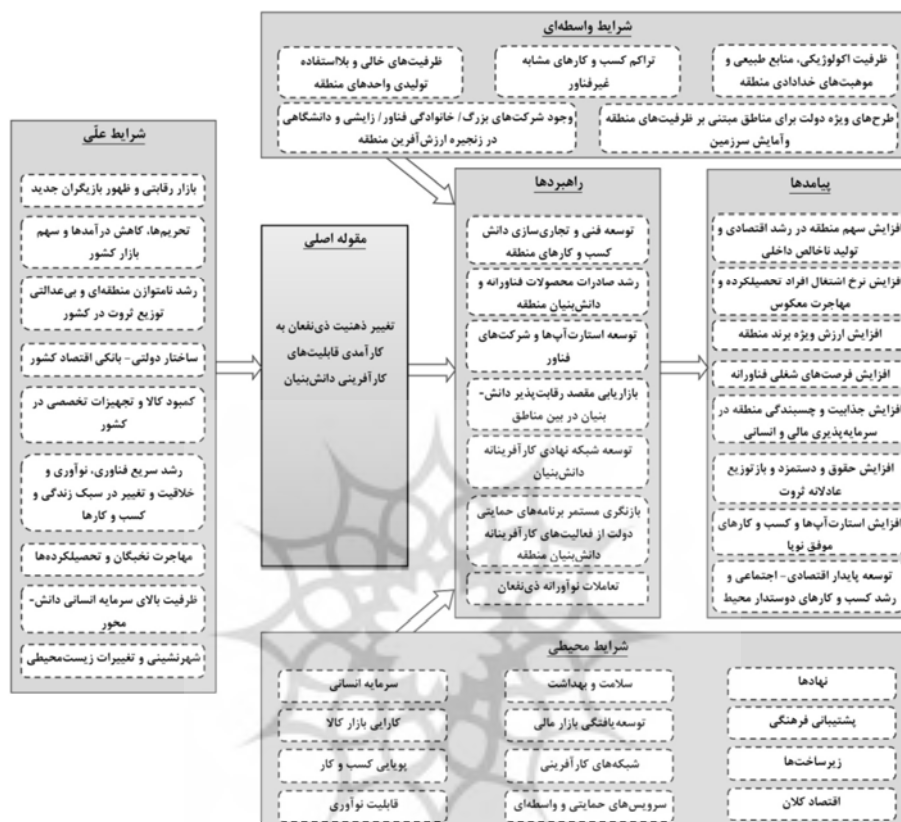 شرایط واسطه‌ای
ظرفیت اکولوژیکی، منابع طبیعی و
موهبت‌های خدادادی منطقه
تراکم کسب و کارهای مشابه
غیرفناور
ظرفیت‌های خالی و بلااستفاده
تولیدی واحدهای منطقه
طرح‌های ویژه دولت برای مناطق مبتنی بر ظرفیت‌های منطقه
وآمایش سرزمین
وجود شرکت‌های بزرگ/ خانوادگی فناور/ زایشی و دانشگاهی
در زنجیره ارزش‌آفرین منطقه
شرایط علّی
بازار رقابتی و ظهور بازیگران جدید
تحریم‌ها، کاهش درآمدها و سهم
بازار کشور
رشد نامتوازن منطقه‌ای و بی‌عدالتی
توزیع ثروت در کشور
ساختار دولتی- بانکی اقتصاد کشور
کمبود کالا و تجهیزات تخصصی در
کشور
رشد سریع فناوری، نوآوری و
خلاقیت و تغییر در سبک زندگی و
کسب و کارها
مهاجرت نخبگان و تحصیلکرده‌ها
ظرفیت بالای سرمایه انسانی دانش-
محور
شهرنشینی و تغییرات زیست‌محیطی
مقوله اصلی
تغییر ذهنیت ذی‌نفعان به
کارآمدی قابلیت‌های
کارآفرینی دانش‌بنیان
راهبردها
توسعه فنی و تجاری‌سازی دانش
کسب و کارهای منطقه
رشد صادرات محصولات فناورانه و
دانش‌بنیان منطقه
توسعه استارت‌آپ‌ها و شرکت‌های
فناور
بازاریابی مقصد رقابت‌پذیر دانش-
بنیان در بین مناطق
توسعه شبکه نهادی کارآفرینانه
دانش‌بنیان
بازنگری مستمر برنامه‌های حمایتی
دولت از فعالیت‌های کارآفرینانه
دانش‌بنیان منطقه
تعاملات نوآورانه ذی‌نفعان
پیامدها
افزایش سهم منطقه در رشد اقتصادی و
تولید ناخالص داخلی
افزایش نرخ اشتغال افراد تحصیلکرده و
مهاجرت معکوس
افزایش ارزش ویژه برند منطقه
افزایش فرصت‌های شغلی فناورانه
افزایش جذابیت و چسبندگی منطقه در
سرمایه‌پذیری مالی و انسانی
افزایش حقوق و دستمزد و بازتوزیع
عادلانه ثروت
افزایش استارت‌آپ‌ها و کسب و کارهای
موفق نوپا
توسعه پایدار اقتصادی- اجتماعی و
رشد کسب و کارهای دوستدار محیط
شرایط محیطی
نهادها
سلامت و بهداشت
سرمایه انسانی
پشتیبانی فرهنگی
توسعه‌یافتگی بازار مالی
کارایی بازار کالا
زیرساخت‌ها
شبکه‌های کارآفرینی
پویایی کسب و کار
اقتصاد کلان
سرویس‌های حمایتی و واسطه‌ای
قابلیت نوآوری